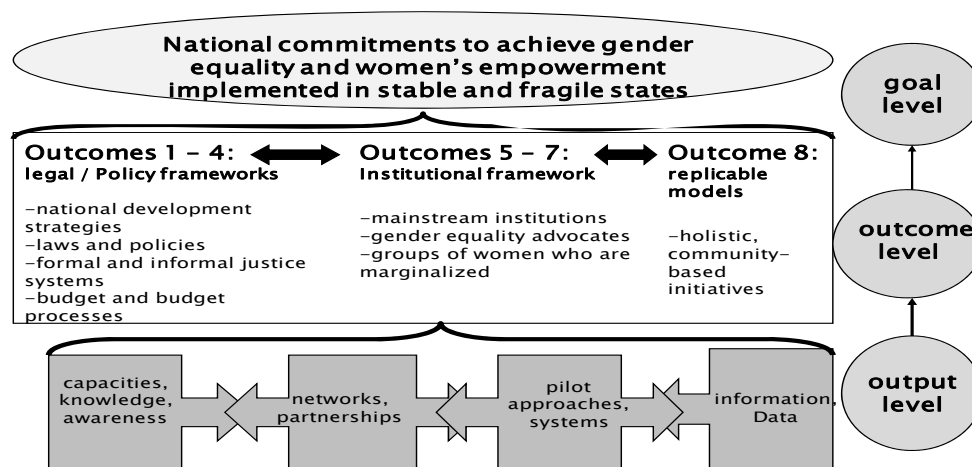 National commitments to achieve gender
equality and women's empowerment
implemented in stable and fragile states
goal
level
Outcomes 1 – 4:
legal / Policy frameworks
–national development
strategies
–laws and policies
–formal and informal justice
systems
–budget and budget
processes
Outcomes 5 – 7:
Institutional framework
–mainstream institutions
–gender equality advocates
–groups of women who are
marginalized
Outcome 8:
replicable
models
–holistic,
community–
based
initiatives
outcome
level
capacities,
knowledge,
awareness
networks,
partnerships
pilot
approaches,
systems
information,
Data
output
level